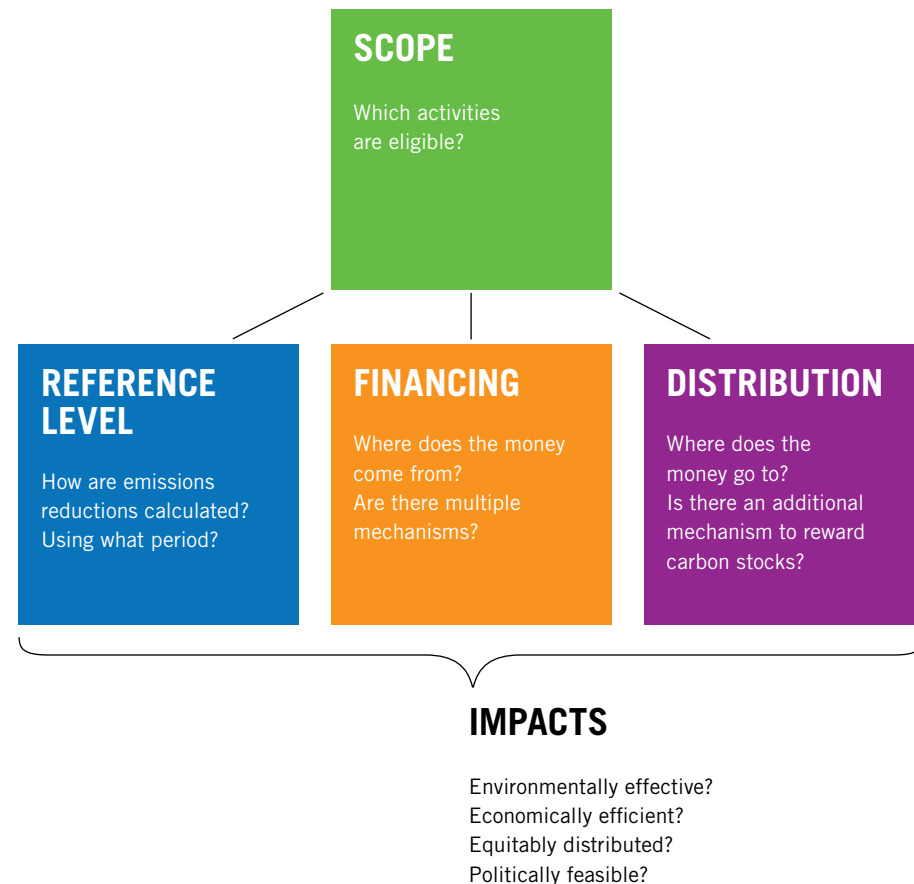 SCOPE
Which activities
are eligible?
REFERENCE
LEVEL
How are emissions
reductions calculated?
Using what period?
FINANCING
Where does the money
come from?
Are there multiple
mechanisms?
DISTRIBUTION
Where does the
money go to?
Is there an additional
mechanism to reward
carbon stocks?
IMPACTS
Environmentally effective?
Economically efficient?
Equitably distributed?
Politically feasible?